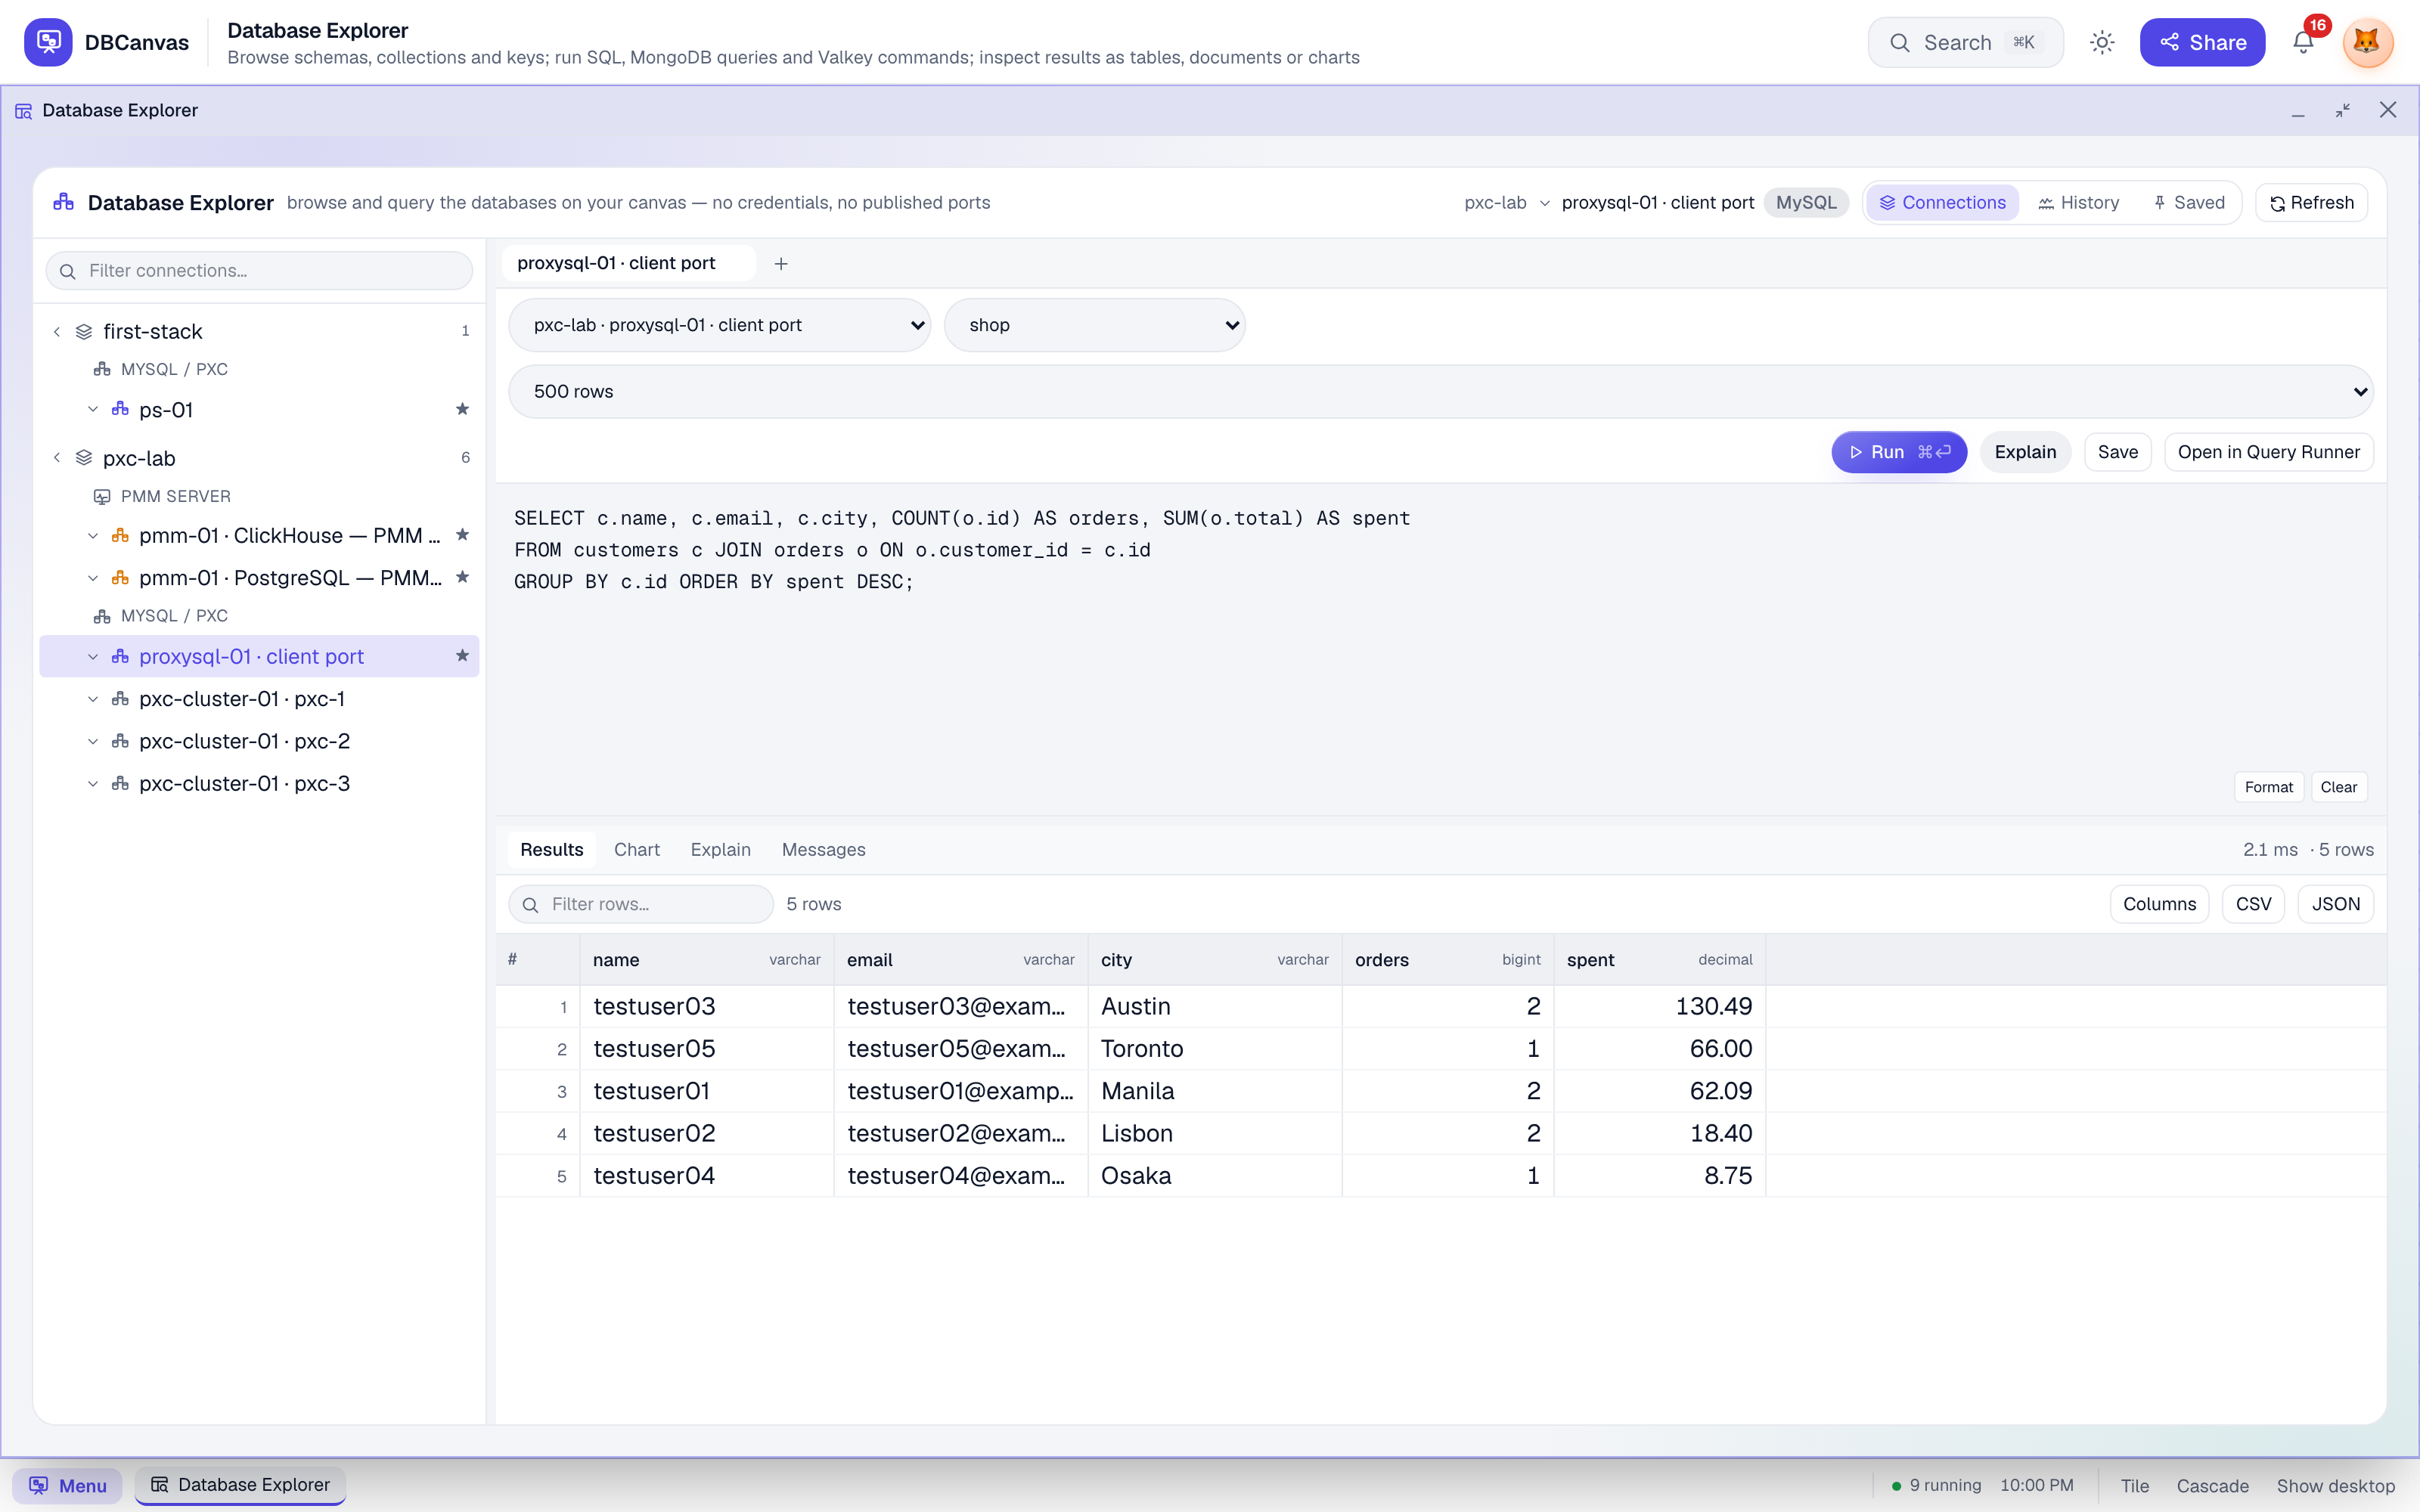 DBCanvas
Database Explorer
Browse schemas, collections and keys; run SQL, MongoDB queries and Valkey commands; inspect results as tables, documents or charts
Search ⌘K
Share
16
Database Explorer
Database Explorer browse and query the databases on your canvas — no credentials, no published ports
pxc-lab proxysql-01 · client port MySQL
Connections
History
Saved
Refresh
Filter connections...
first-stack 1
MYSQL / PXC
ps-01
pxc-lab 6
PMM SERVER
pmm-01 · ClickHouse — PMM ...
pmm-01 · PostgreSQL — PMM...
MYSQL / PXC
proxysql-01 · client port
pxc-cluster-01 · pxc-1
pxc-cluster-01 · pxc-2
pxc-cluster-01 · pxc-3
proxysql-01 · client port
pxc-lab · proxysql-01 · client port
shop
500 rows
Run ⌘↵
Explain
Save
Open in Query Runner
SELECT c.name, c.email, c.city, COUNT(o.id) AS orders, SUM(o.total) AS spent
FROM customers c JOIN orders o ON o.customer_id = c.id
GROUP BY c.id ORDER BY spent DESC;
Format
Clear
Results Chart Explain Messages
2.1 ms · 5 rows
Filter rows...
5 rows
Columns
CSV
JSON
# name varchar email varchar city varchar orders bigint spent decimal
1 testuser03 testuser03@exam... Austin 2 130.49
2 testuser05 testuser05@exam... Toronto 1 66.00
3 testuser01 testuser01@examp... Manila 2 62.09
4 testuser02 testuser02@exam... Lisbon 2 18.40
5 testuser04 testuser04@exam... Osaka 1 8.75
Menu
Database Explorer
9 running
10:00 PM
Tile
Cascade
Show desktop